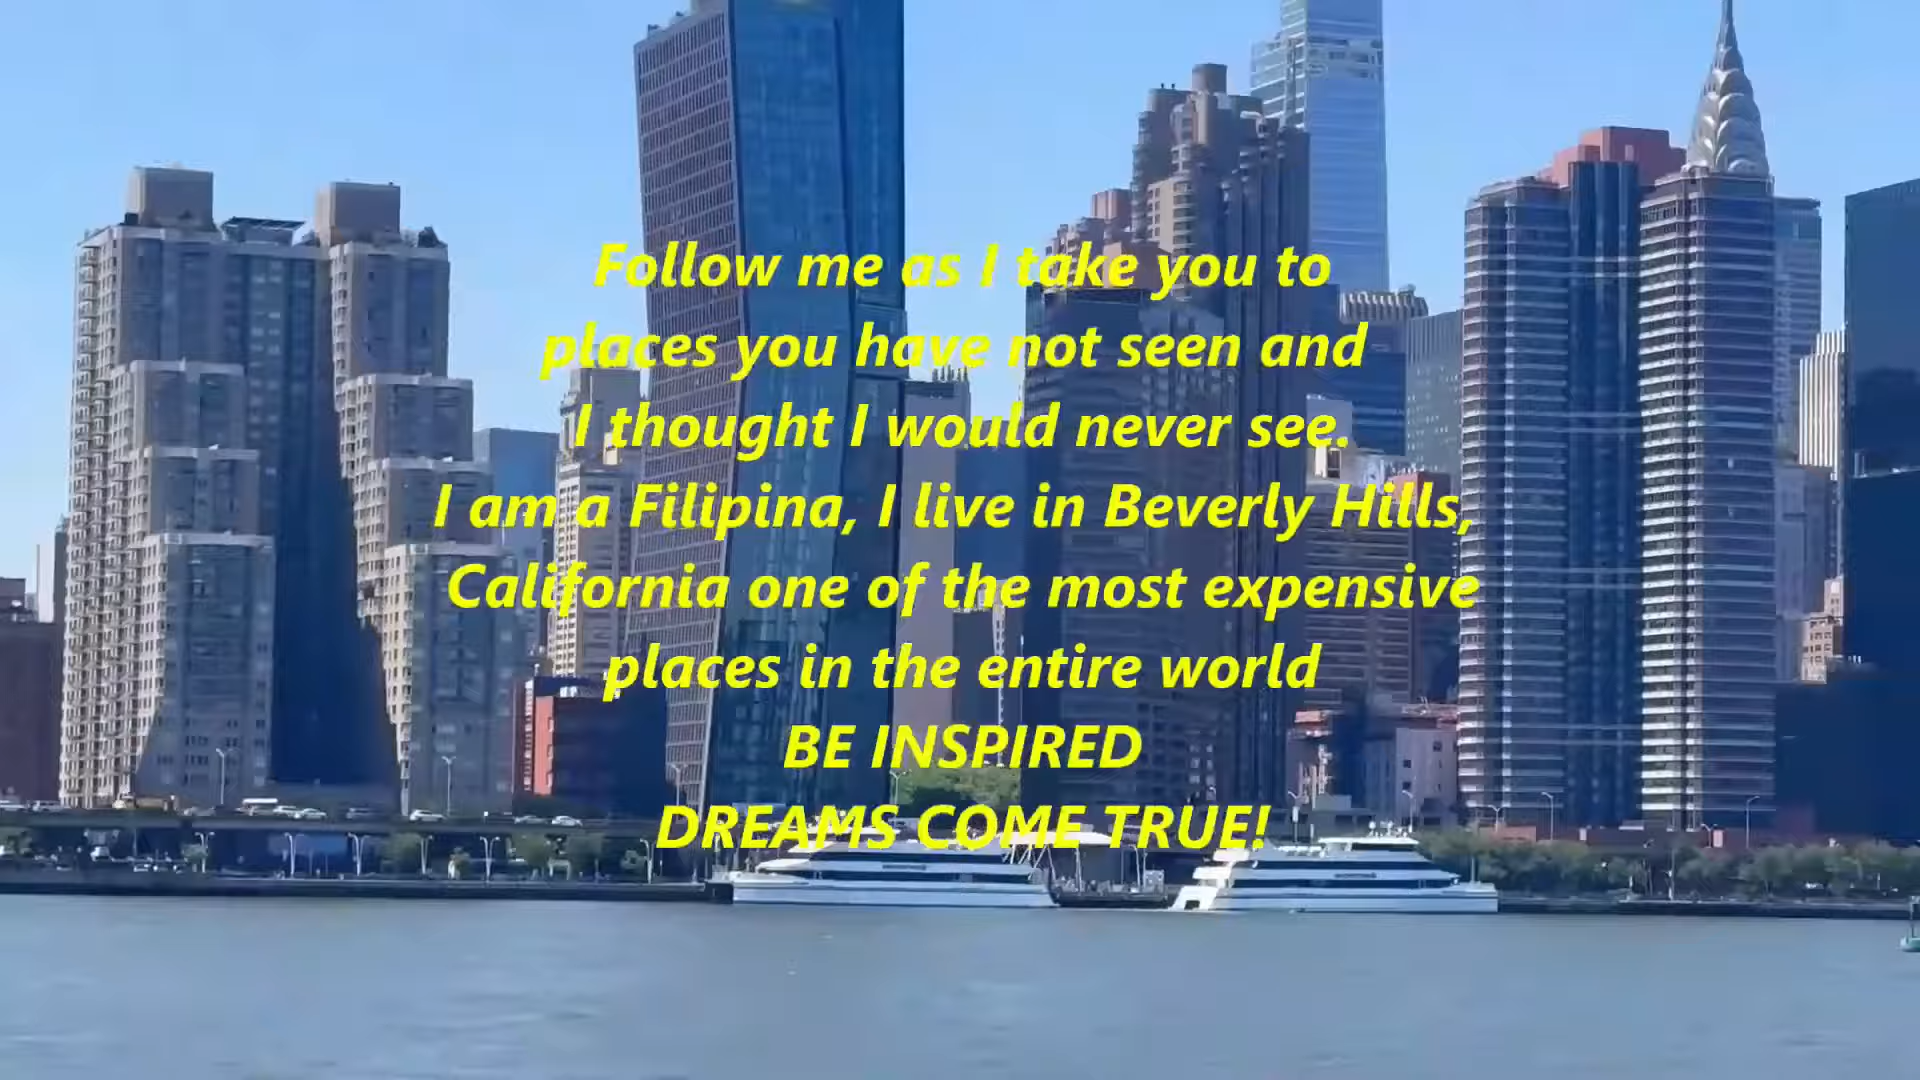 Follow me as I take you to
places you have not seen and
I thought I would never see.
I am a Filipina, I live in Beverly Hills,
California one of the most expensive
places in the entire world
BE INSPIRED
DREAMS COME TRUE!